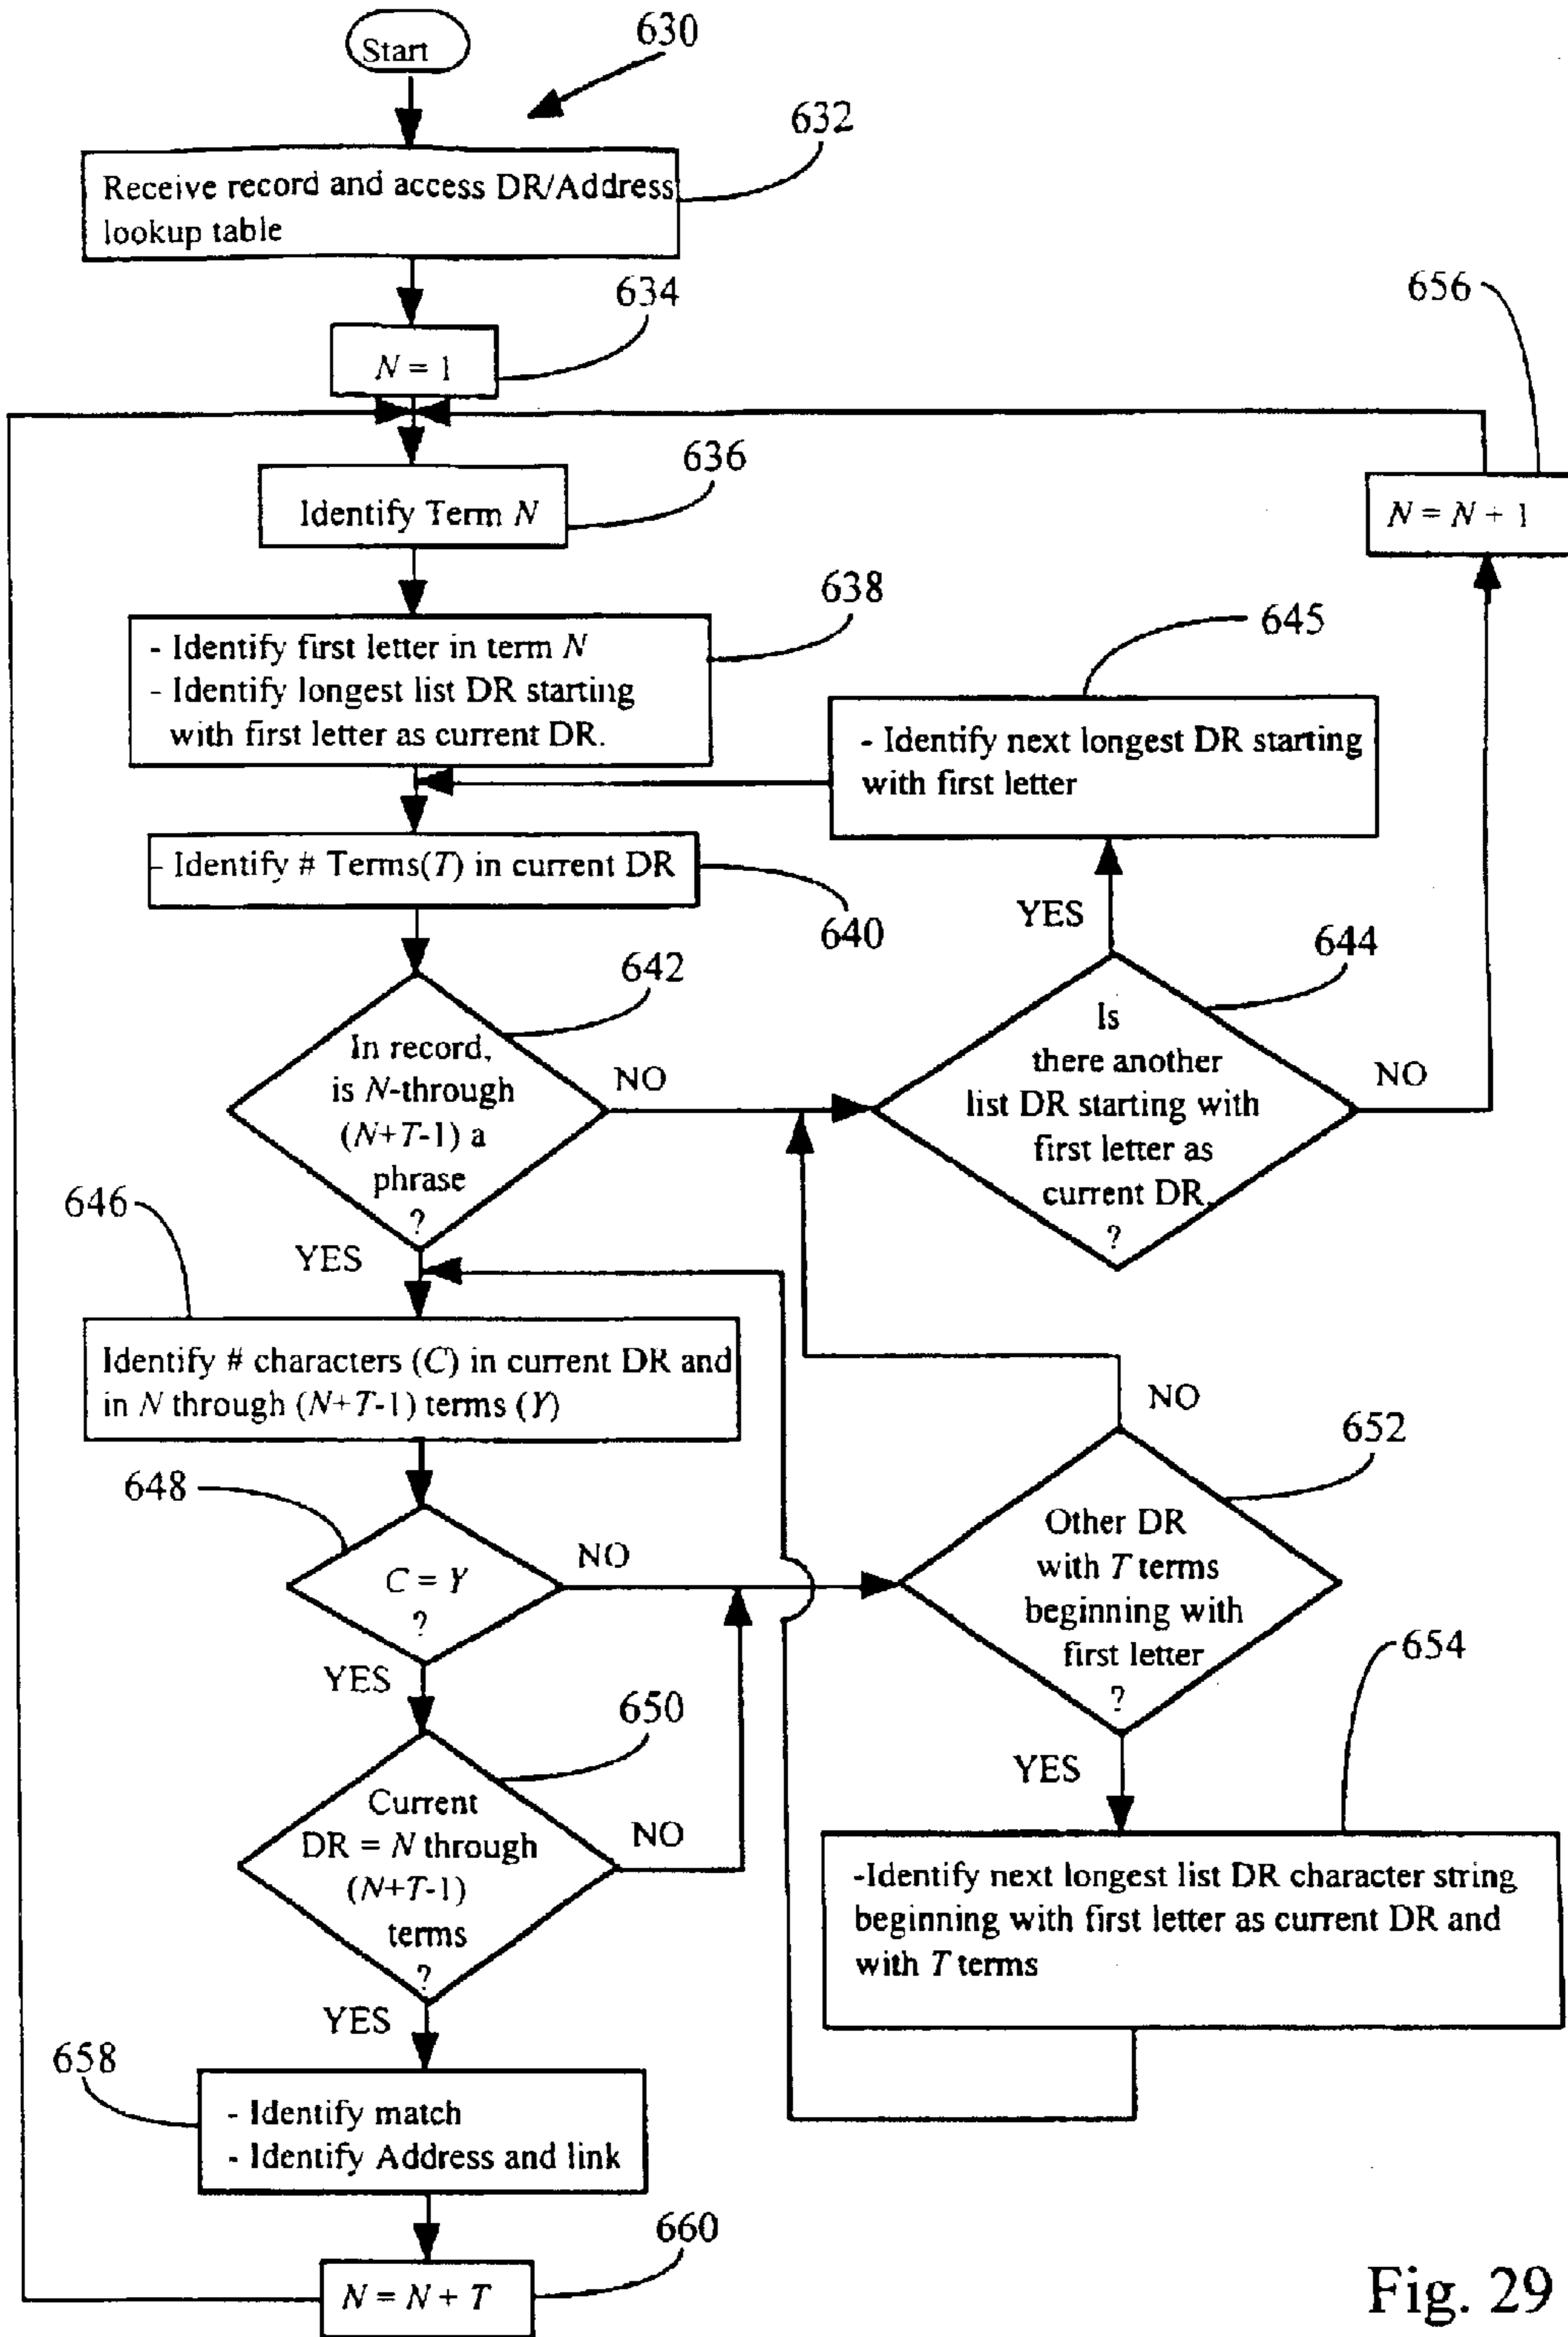 Start
630
632
Receive record and access DR/Address
lookup table
634
N = 1
656
636
Identify Term N
N = N + 1
638
- Identify first letter in term N
- Identify longest list DR starting
with first letter as current DR.
645
- Identify next longest DR starting
with first letter
- Identify # Terms(T) in current DR
640
YES
644
642
In record,
is N-through
(N+T-1) a
phrase
?
NO
Is
there another
list DR starting with
first letter as
current DR.
?
NO
646
YES
Identify # characters (C) in current DR and
in N through (N+T-1) terms (Y)
NO
652
648
C = Y
?
NO
Other DR
with T terms
beginning with
first letter
?
654
YES
650
YES
Current
DR = N through
(N+T-1)
terms
?
NO
-Identify next longest list DR character string
beginning with first letter as current DR and
with T terms
YES
658
- Identify match
- Identify Address and link
660
N = N + T
Fig. 29